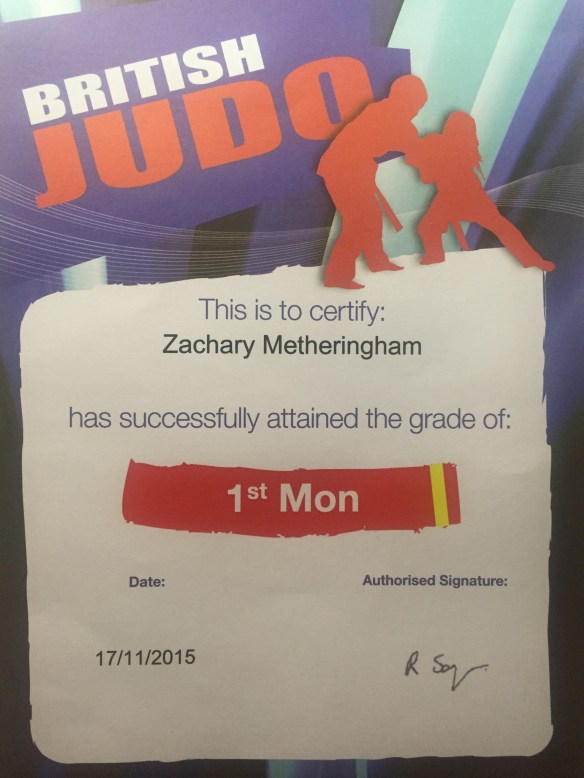 BRITISH
JUDO
This is to certify:
Zachary Metheringham
has successfully attained the grade of:
1st Mon
Date: Authorised Signature:
17/11/2015